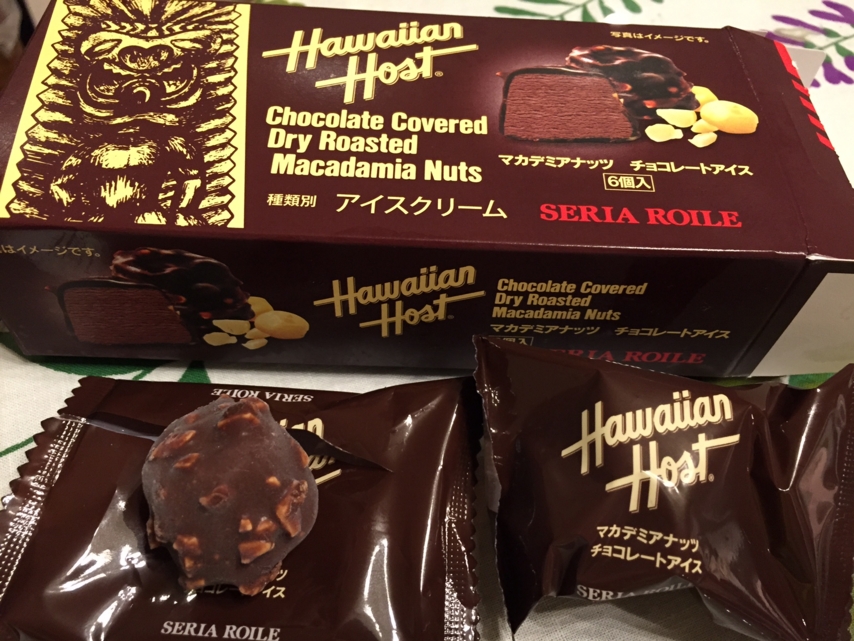 Hawaiian
Host®
Chocolate Covered
Dry Roasted
Macadamia Nuts
種類別 アイスクリーム
写真はイメージです。
マカデミアナッツ チョコレートアイス
6個入
SERIA ROILE
はイメージです。
Hawaiian
Host®
Chocolate Covered
Dry Roasted
Macadamia Nuts
マカデミアナッツ チョコレートアイス
個入
SERIA ROILE
SERIA ROILE
アイス
SERIA ROILE
Hawaiian
Host®
マカデミアナッツ
チョコレートアイス